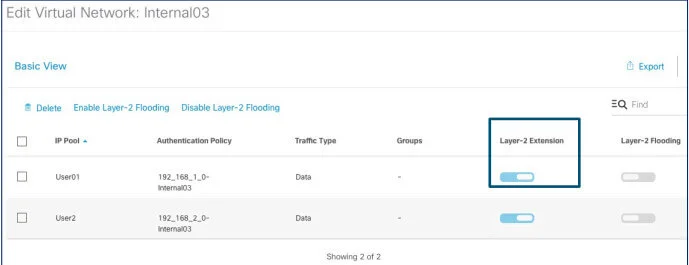 Edit Virtual Network: Internal03
Basic View
Export
Delete Enable Layer-2 Flooding Disable Layer-2 Flooding
Find
IP Pool Authentication Policy Traffic Type Groups Layer-2 Extension Layer-2 Flooding
User01 192_168_1_0- Data -
Internal03
User2 192_168_2_0- Data -
Internal03
Showing 2 of 2